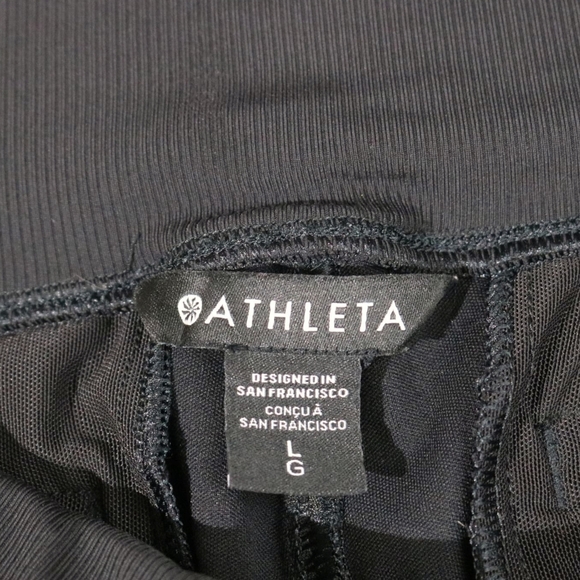 ATHLETA
DESIGNED IN
SAN FRANCISCO
CONÇU À
SAN FRANCISCO
L
G